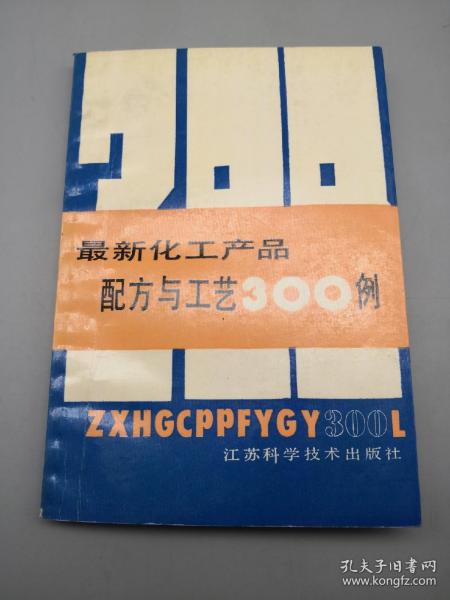 300
最新化工产品
配方与工艺300例
ZXHGCPPFYGY300L
江苏科学技术出版社
孔夫子旧书网
www.kongfz.com